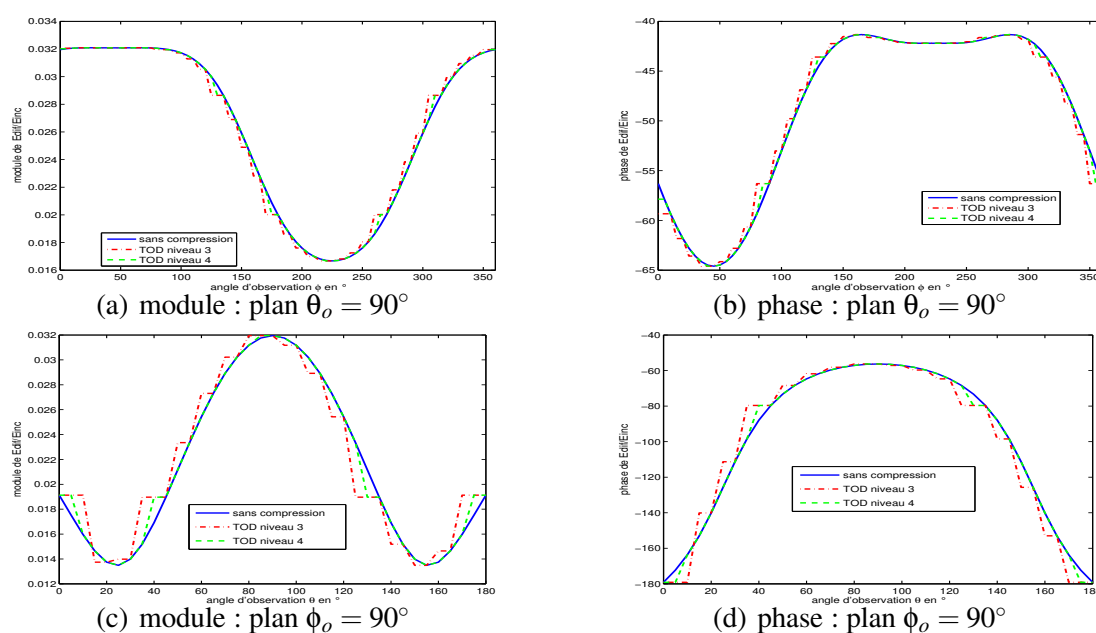 0.034
0.032
0.03
0.028
0.026
0.024
0.022
0.02
0.018
0.016
module de Edif/Einc
0 50 100 150 200 250 300 350
angle d'observation ϕ en °
sans compression
TOD niveau 3
TOD niveau 4
(a) module : plan θo = 90°
−40
−45
−50
−55
−60
−65
phase de Edif/Einc
0 50 100 150 200 250 300 350
angle d'observation ϕ en °
sans compression
TOD niveau 3
TOD niveau 4
(b) phase : plan θo = 90°
0.034
0.032
0.03
0.028
0.026
0.024
0.022
0.02
0.018
0.016
0.014
0.012
module de Edif/Einc
0 20 40 60 80 100 120 140 160 180
angle d'observation θ en °
sans compression
TOD niveau 3
TOD niveau 4
(c) module : plan ϕo = 90°
−40
−60
−80
−100
−120
−140
−160
−180
phase de Edif/Einc
0 20 40 60 80 100 120 140 160 180
angle d'observation θ en °
sans compression
TOD niveau 3
TOD niveau 4
(d) phase : plan ϕo = 90°